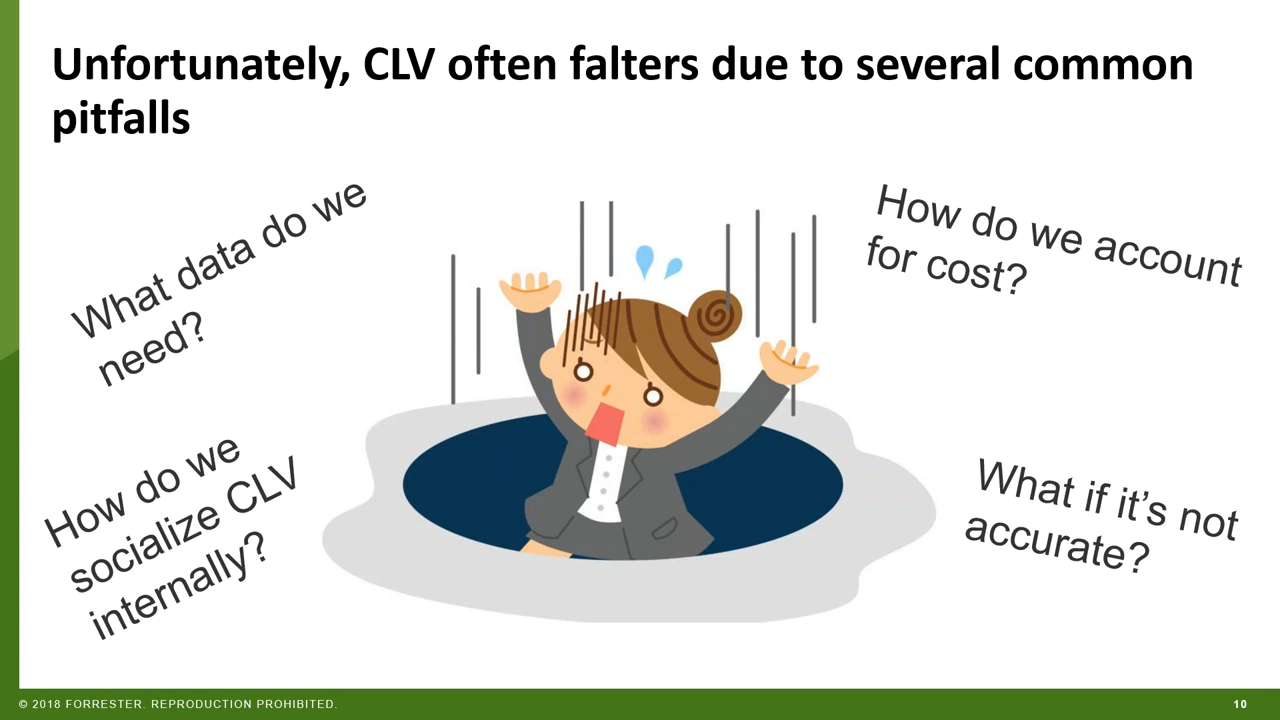 Unfortunately, CLV often falters due to several common
pitfalls
What data do we
need?
How do we account
for cost?
How do we
socialize CLV
internally?
What if it’s not
accurate?
© 2018 FORRESTER. REPRODUCTION PROHIBITED.
10